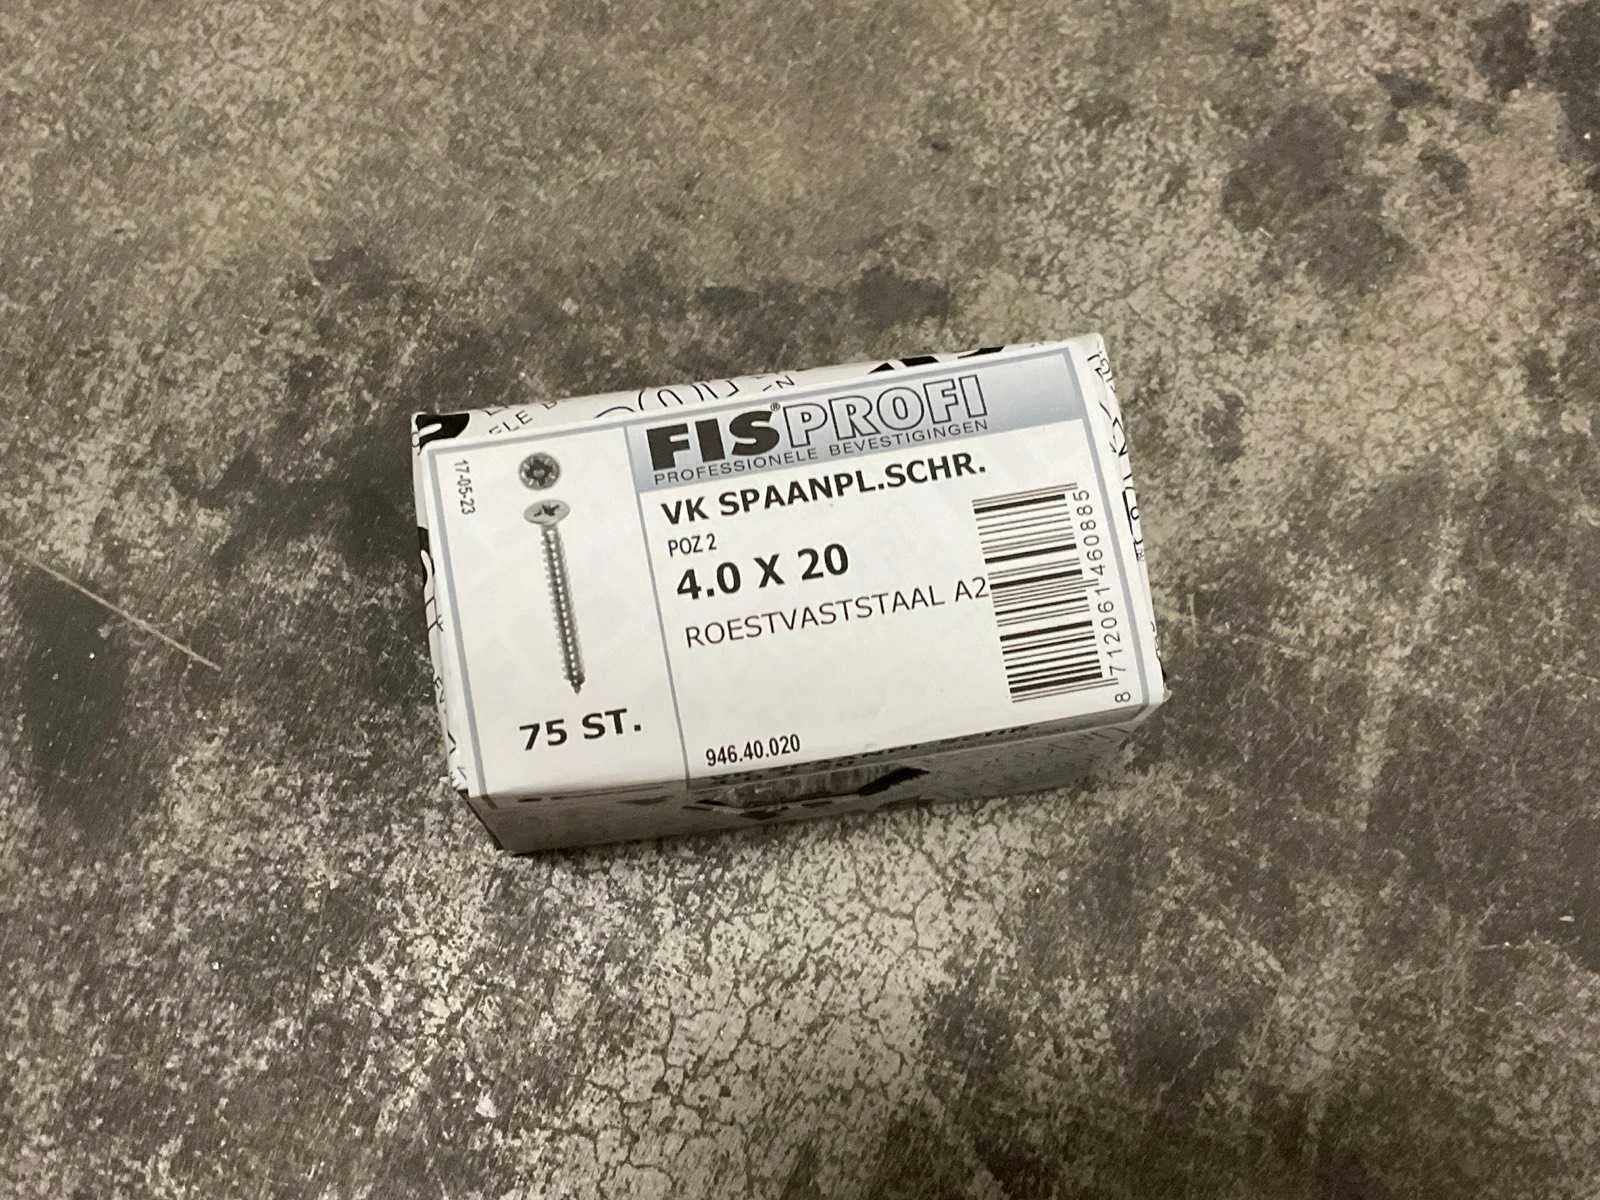 17-05-23
75 ST.
FIS®PROFI
PROFESSIONELE BEVESTIGINGEN
VK SPAANPL.SCHR.
POZ 2
4.0 X 20
ROESTVASTSTAAL A2
946.40.020
8 712061 460885